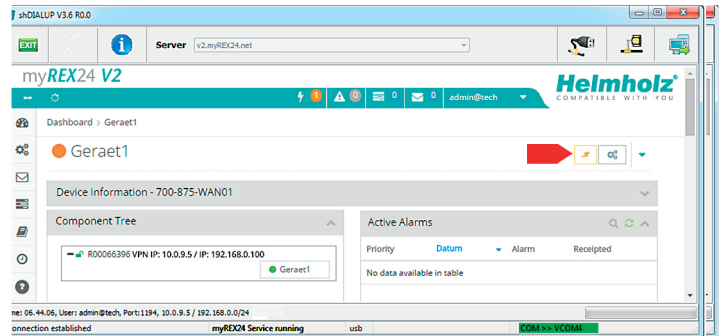 shDIALUP V3.6 R0.0
EXIT
Server v2.myREX24.net
myREX24 V2
Helmholz
COMPATIBLE WITH YOU
1 0 0 0 admin@tech
Dashboard > Geraet1
Geraet1
Device Information - 700-875-WAN01
Component Tree
R00066396 VPN IP: 10.0.9.5 / IP: 192.168.0.100
Geraet1
Active Alarms
Priority Datum Alarm Receipted
No data available in table
me: 06.44.06, User: admin@tech, Port:1194, 10.0.9.5 / 192.168.0.0/24
onnection established myREX24 Service running usb COM >> VCOM4